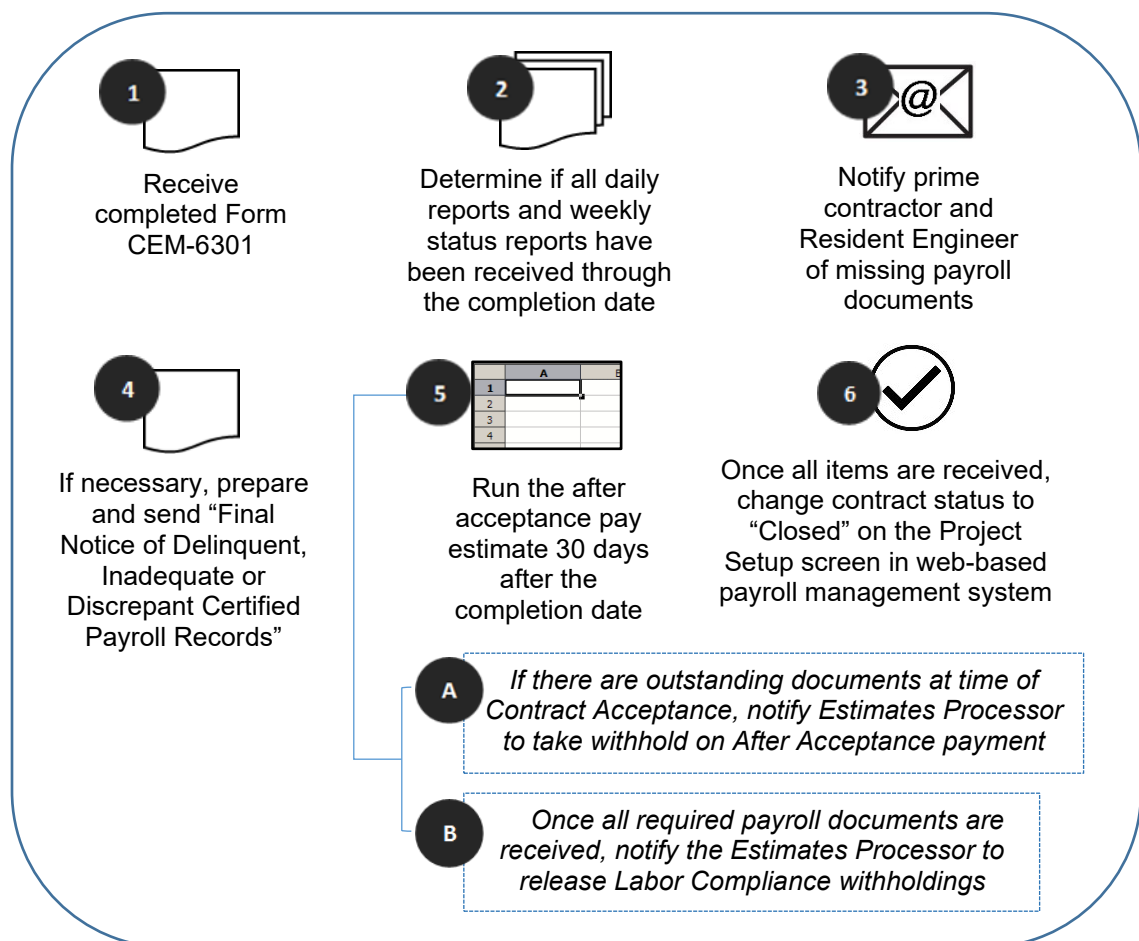 1
Receive
completed Form
CEM-6301
2
Determine if all daily
reports and weekly
status reports have
been received through
the completion date
3
@
Notify prime
contractor and
Resident Engineer
of missing payroll
documents
4
If necessary, prepare
and send “Final
Notice of Delinquent,
Inadequate or
Discrepant Certified
Payroll Records”
5
A
1
2
3
4
Run the after
acceptance pay
estimate 30 days
after the
completion date
6
Once all items are received,
change contract status to
“Closed” on the Project
Setup screen in web-based
payroll management system
A
If there are outstanding documents at time of
Contract Acceptance, notify Estimates Processor
to take withhold on After Acceptance payment
B
Once all required payroll documents are
received, notify the Estimates Processor to
release Labor Compliance withholdings